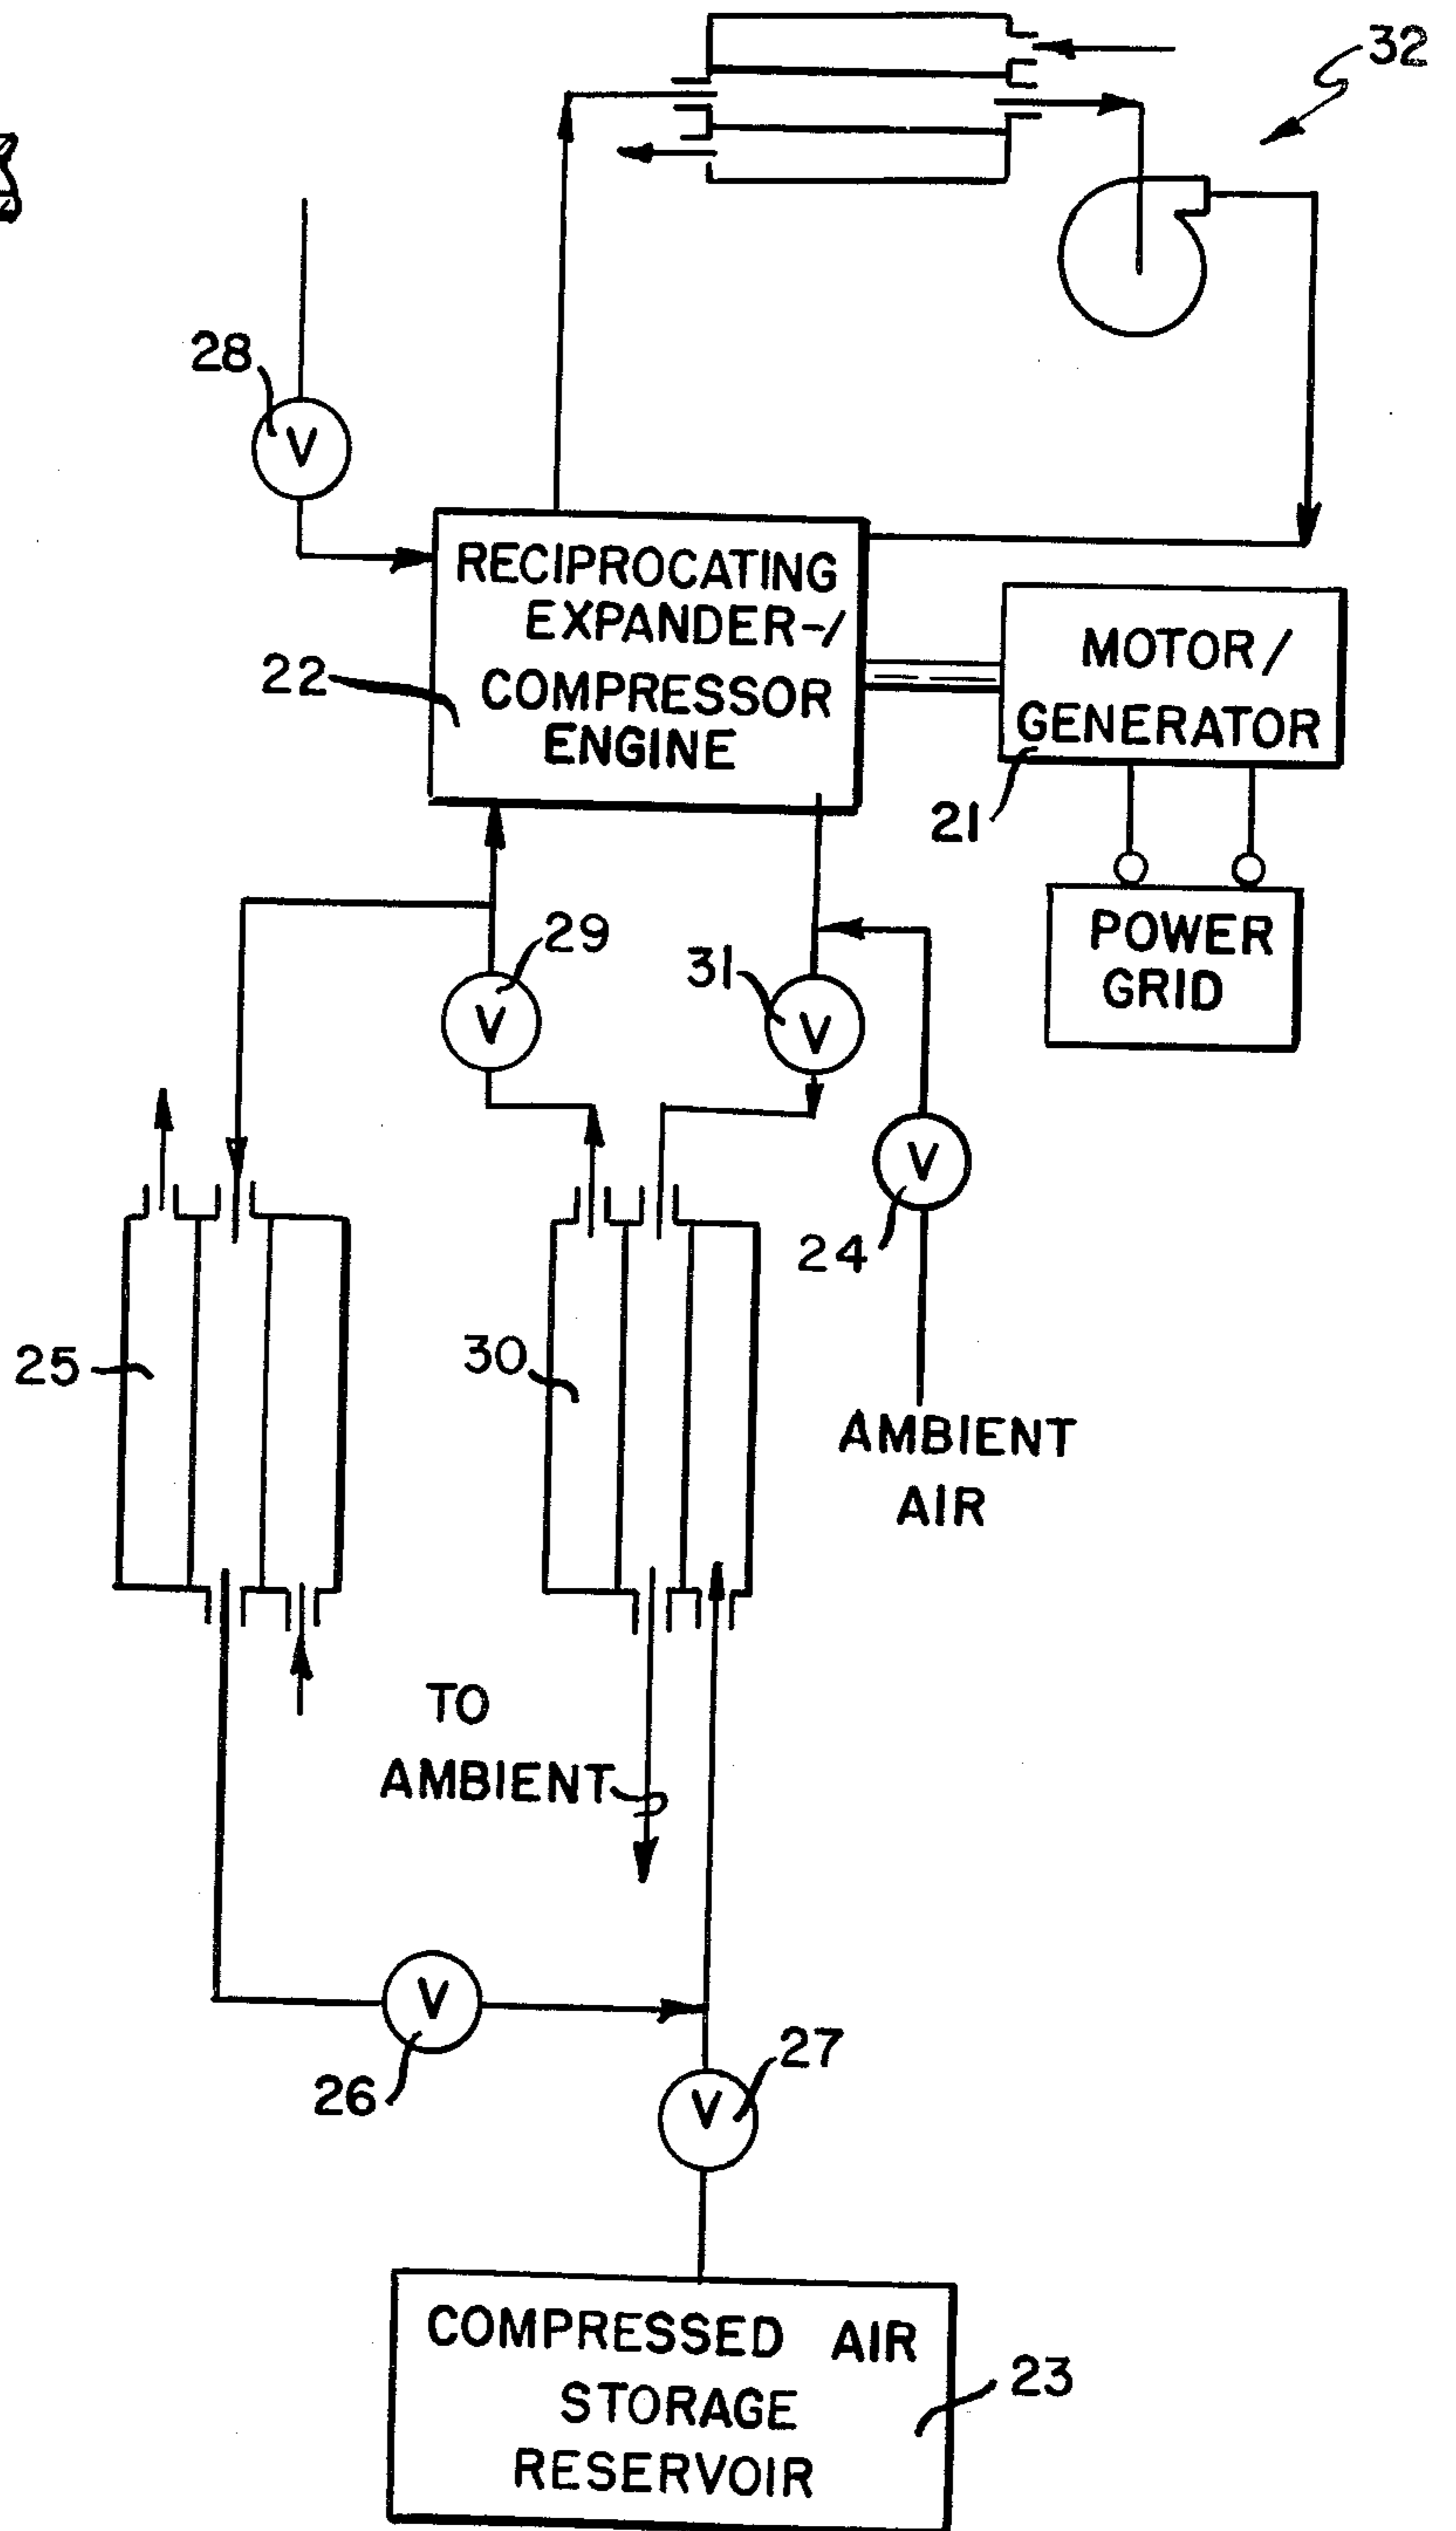 32
28
V
RECIPROCATING
EXPANDER-/
COMPRESSOR
ENGINE
22
MOTOR/
GENERATOR
21
POWER
GRID
29
V
31
V
V
24
25
30
AMBIENT
AIR
TO
AMBIENT
V
26
27
V
COMPRESSED AIR
STORAGE
RESERVOIR
23